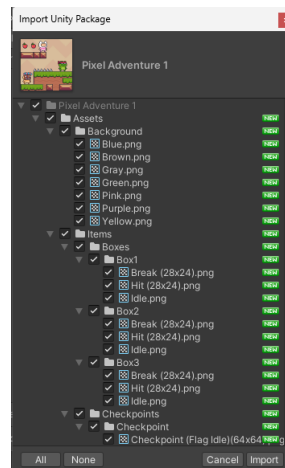 Import Unity Package
Pixel Adventure 1
Pixel Adventure 1
Assets NEW
Background NEW
Blue.png NEW
Brown.png NEW
Gray.png NEW
Green.png NEW
Pink.png NEW
Purple.png NEW
Yellow.png NEW
Items NEW
Boxes NEW
Box1 NEW
Break (28x24).png NEW
Hit (28x24).png NEW
Idle.png NEW
Box2 NEW
Break (28x24).png NEW
Hit (28x24).png NEW
Idle.png NEW
Box3 NEW
Break (28x24).png NEW
Hit (28x24).png NEW
Idle.png NEW
Checkpoints NEW
Checkpoint NEW
Checkpoint (Flag Idle)(64x64 NEW g
All None Cancel Import